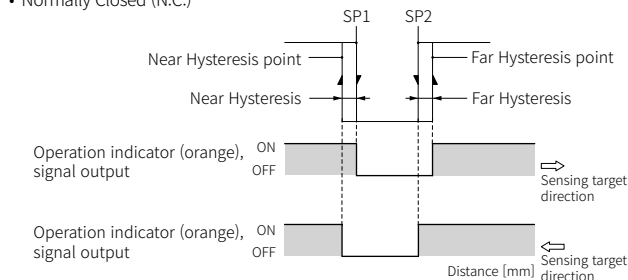 • Normally Closed (N.C.)
SP1 SP2
Near Hysteresis point
Far Hysteresis point
Near Hysteresis
Far Hysteresis
Operation indicator (orange),
signal output
ON
OFF
Sensing target
direction
Operation indicator (orange),
signal output
ON
OFF
Distance [mm]
Sensing target
direction